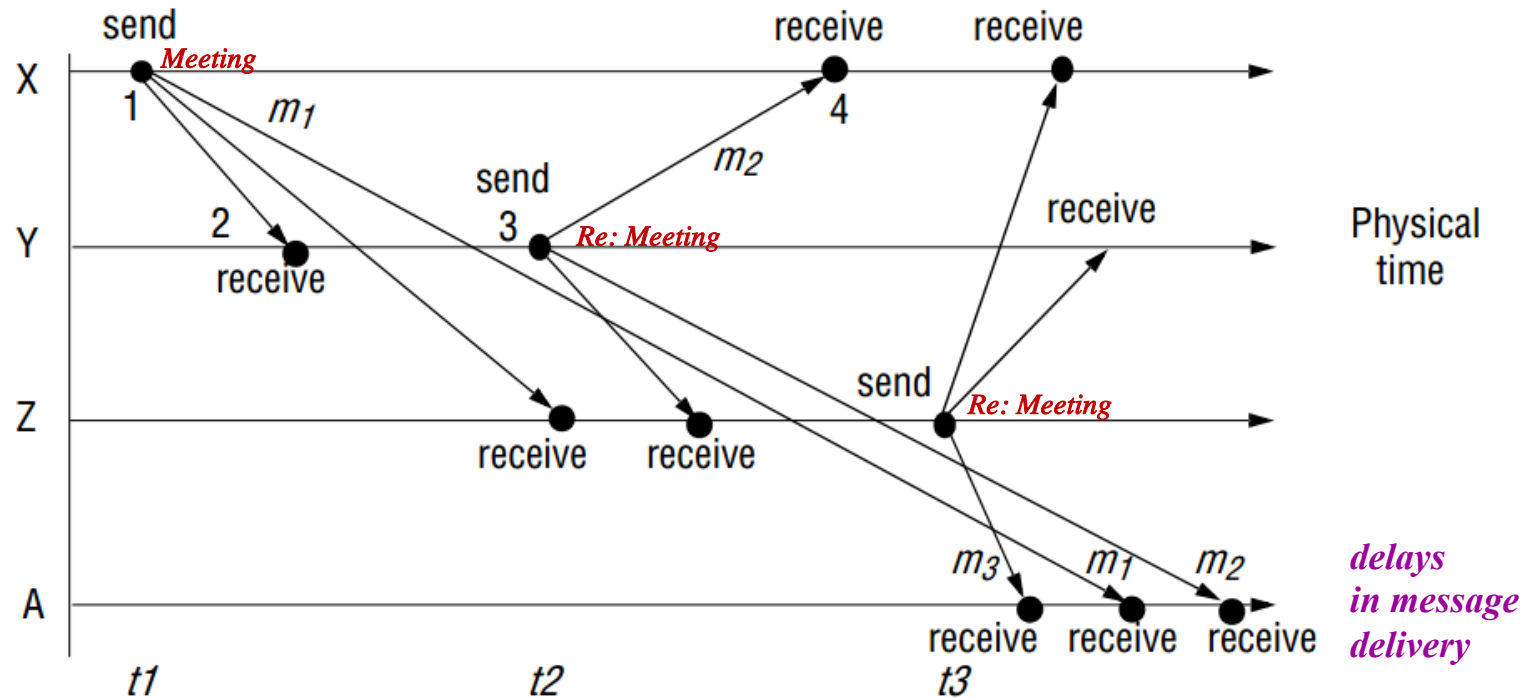 send
receive
receive
X
Meeting
1
m1
4
m2
send
2
3
receive
Y
Re: Meeting
Physical
time
receive
send
Z
Re: Meeting
receive
receive
m3
m1
m2
delays
in message
delivery
A
receive
receive
receive
t1
t2
t3